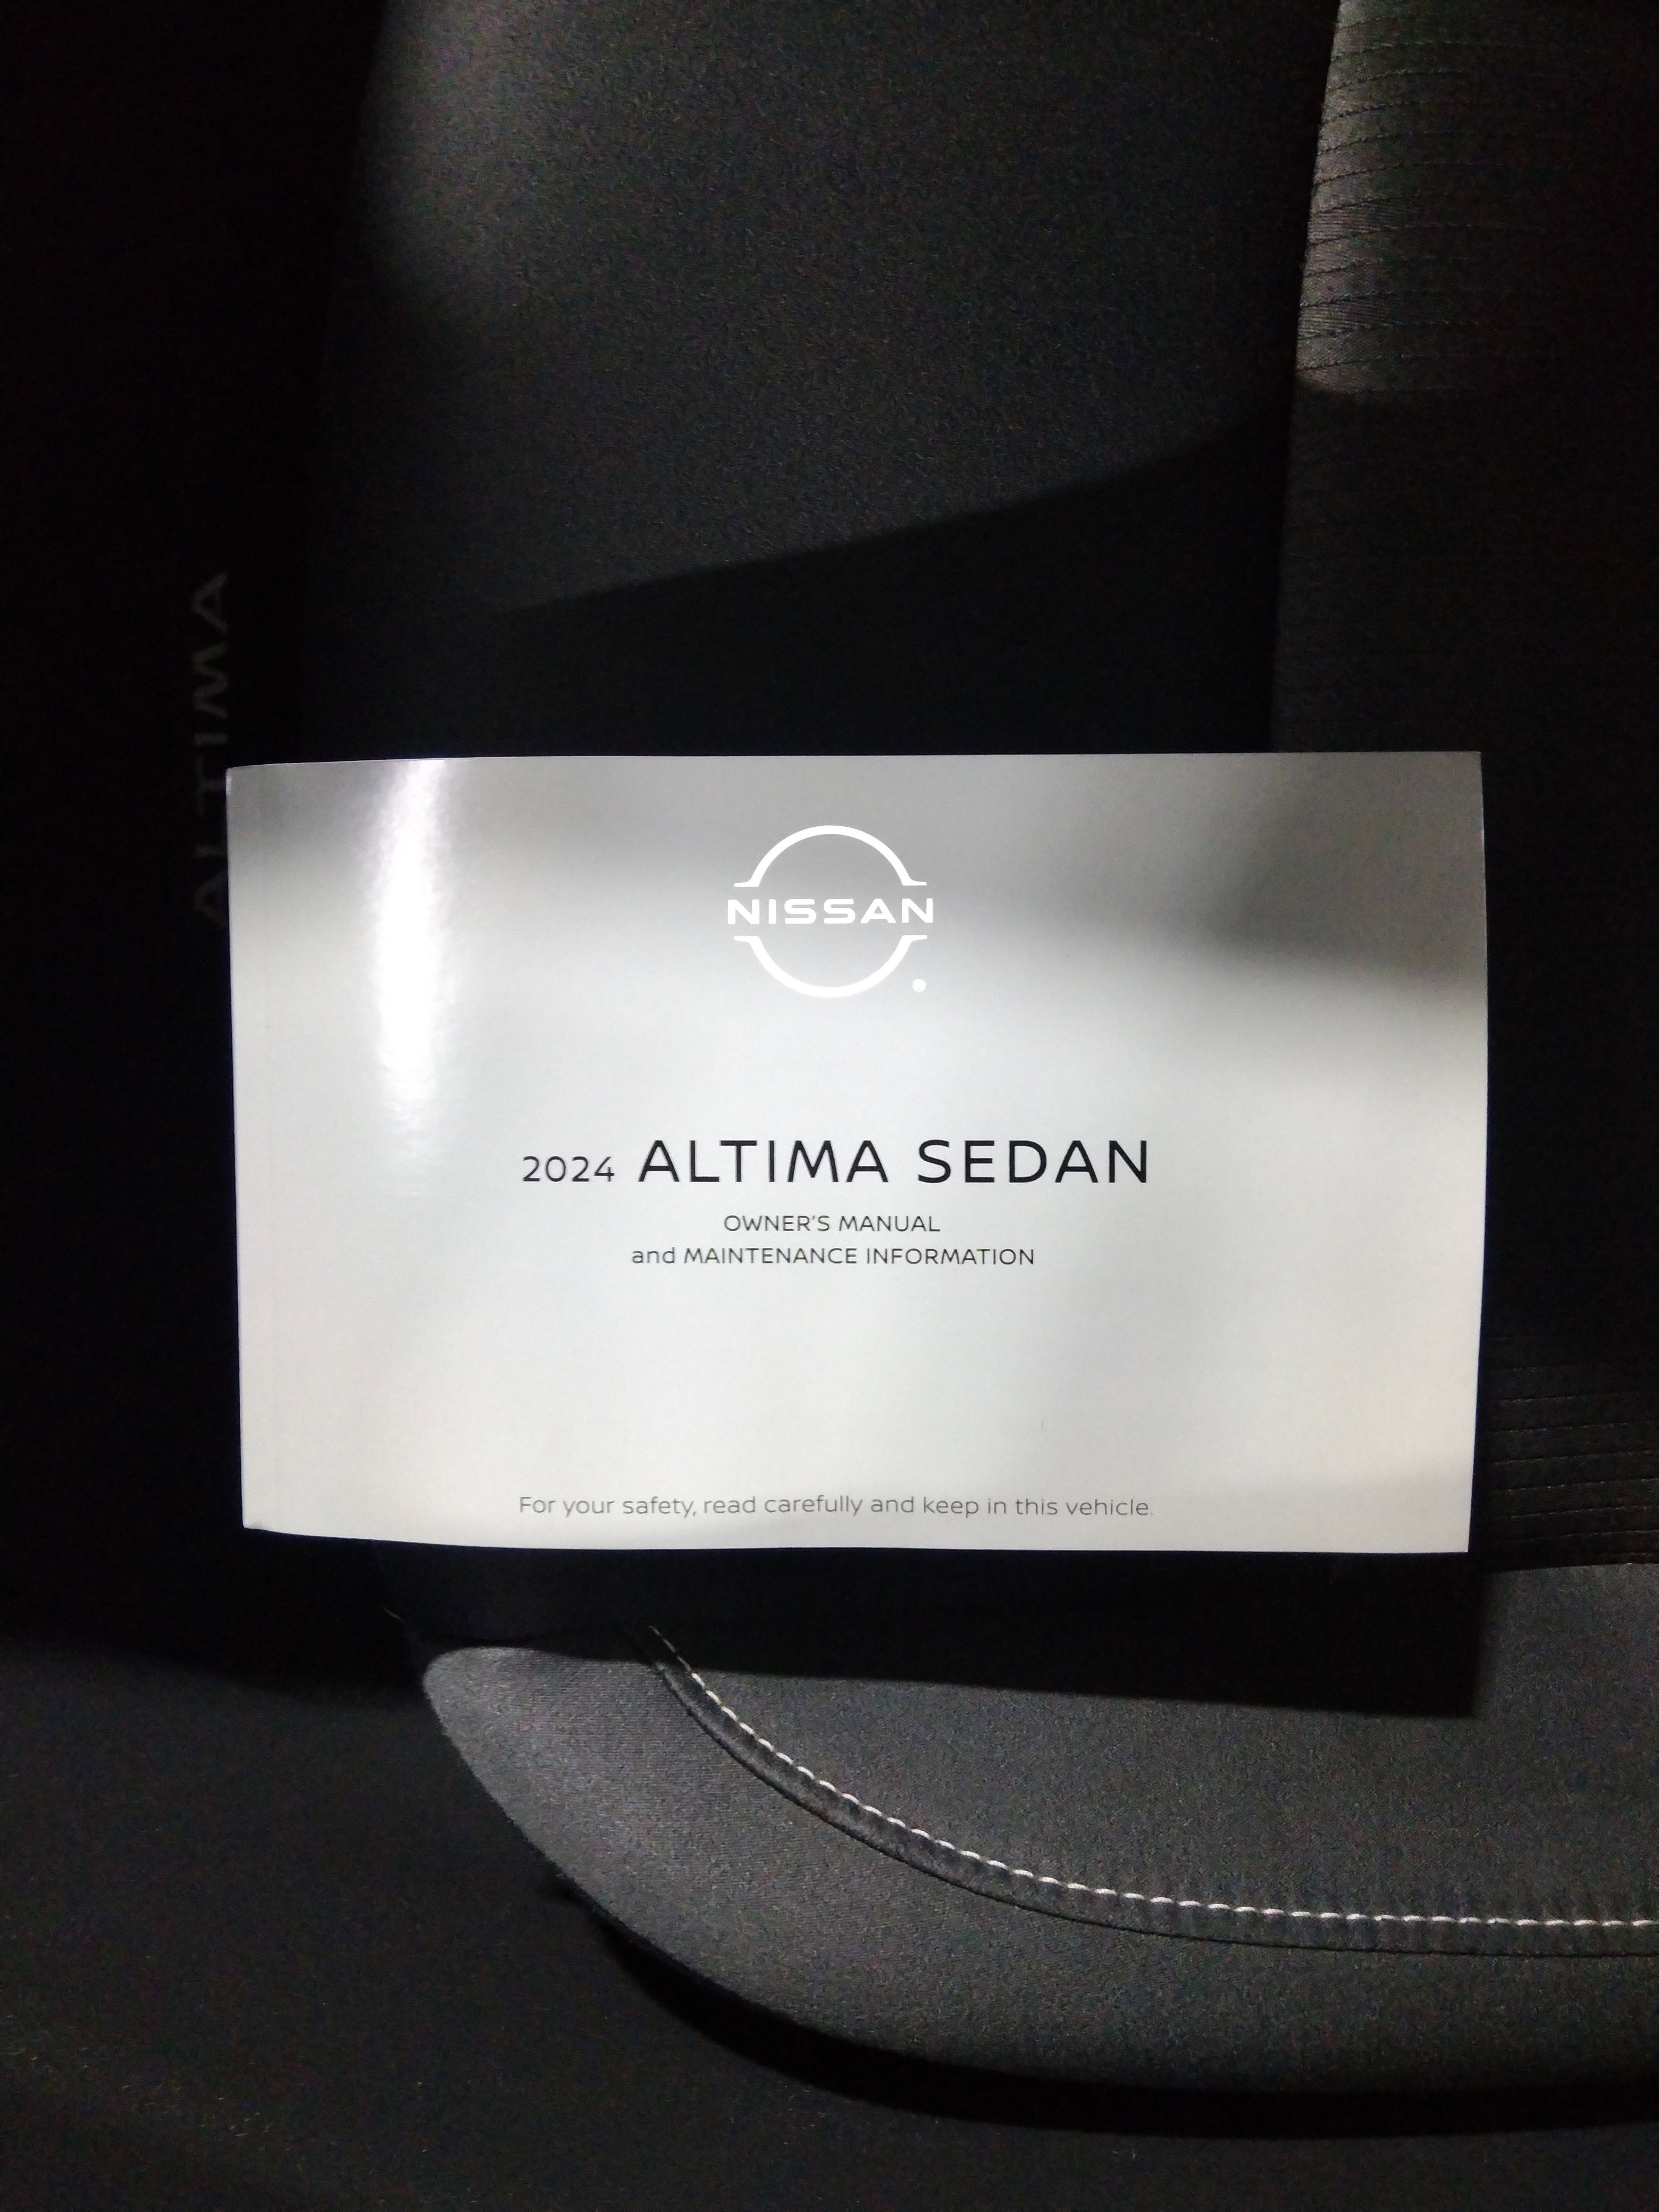 ALTIMA
NISSAN
2024 ALTIMA SEDAN
OWNER'S MANUAL
and MAINTENANCE INFORMATION
For your safety, read carefully and keep in this vehicle.